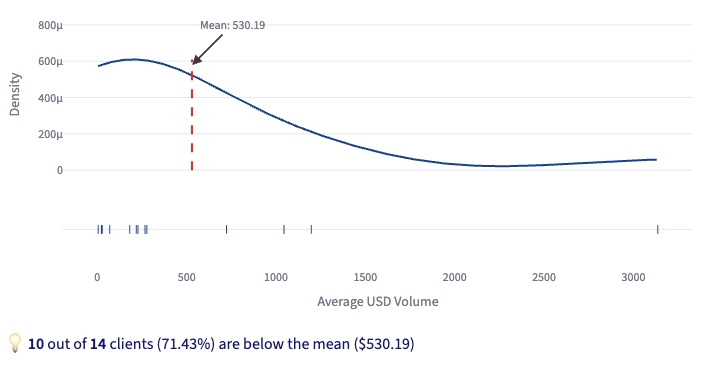 Mean: 530.19
800μ
600μ
400μ
200μ
0
Density
0 500 1000 1500 2000 2500 3000
Average USD Volume
💡 10 out of 14 clients (71.43%) are below the mean ($530.19)